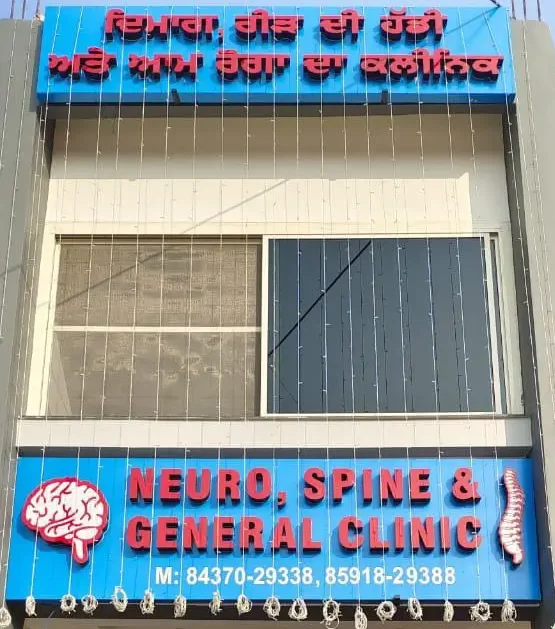 ਦਿਮਾਗ, ਰੀੜ ਦੀ ਹੱਡੀ
ਅਤੇ ਆਮ ਰੋਗਾ ਦਾ ਕਲੀਨਿਕ
NEURO, SPINE &
GENERAL CLINIC
M: 84370-29338, 85918-29388